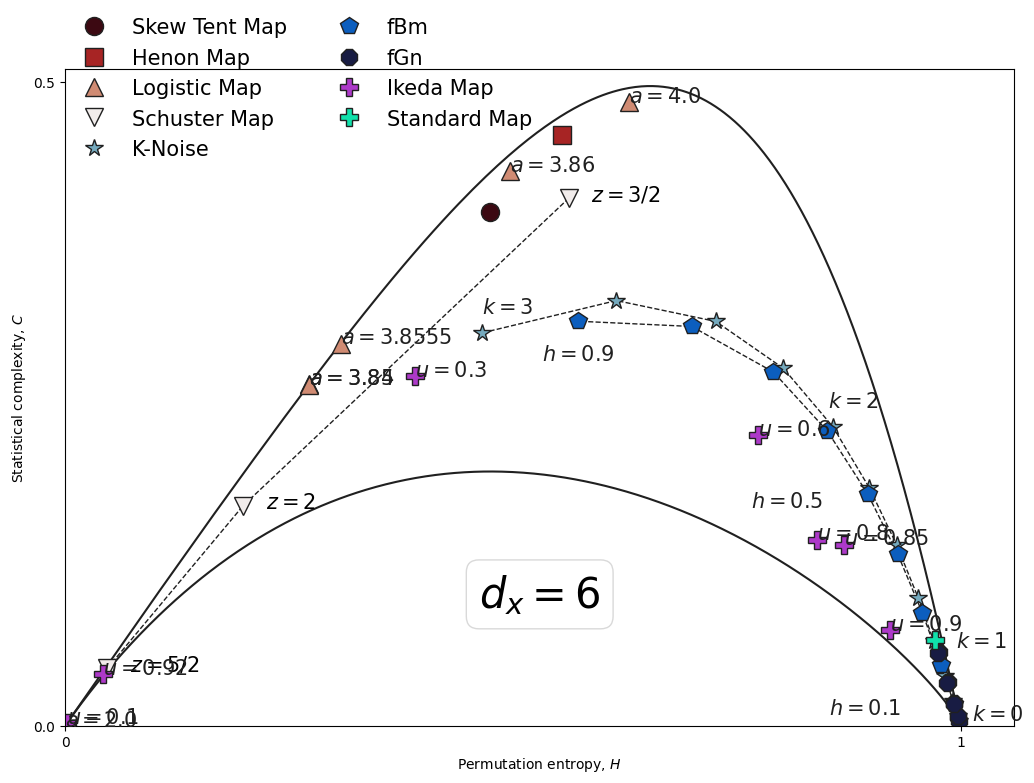 Skew Tent Map
Henon Map
Logistic Map
Schuster Map
K-Noise
fBm
fGn
Ikeda Map
Standard Map
0.5
a = 4.0
a = 3.86
z = 3/2
k = 3
a = 3.8555
h = 0.9
u = 0.3
a = 3.85
k = 2
z = 2
h = 0.5
u = 0.85
u = 0.9
k = 1
d_x = 6
z = 5/2
u = 0.92
h = 0.1
k = 0
u = 0.1
0.0
0
1
Statistical complexity, C
Permutation entropy, H